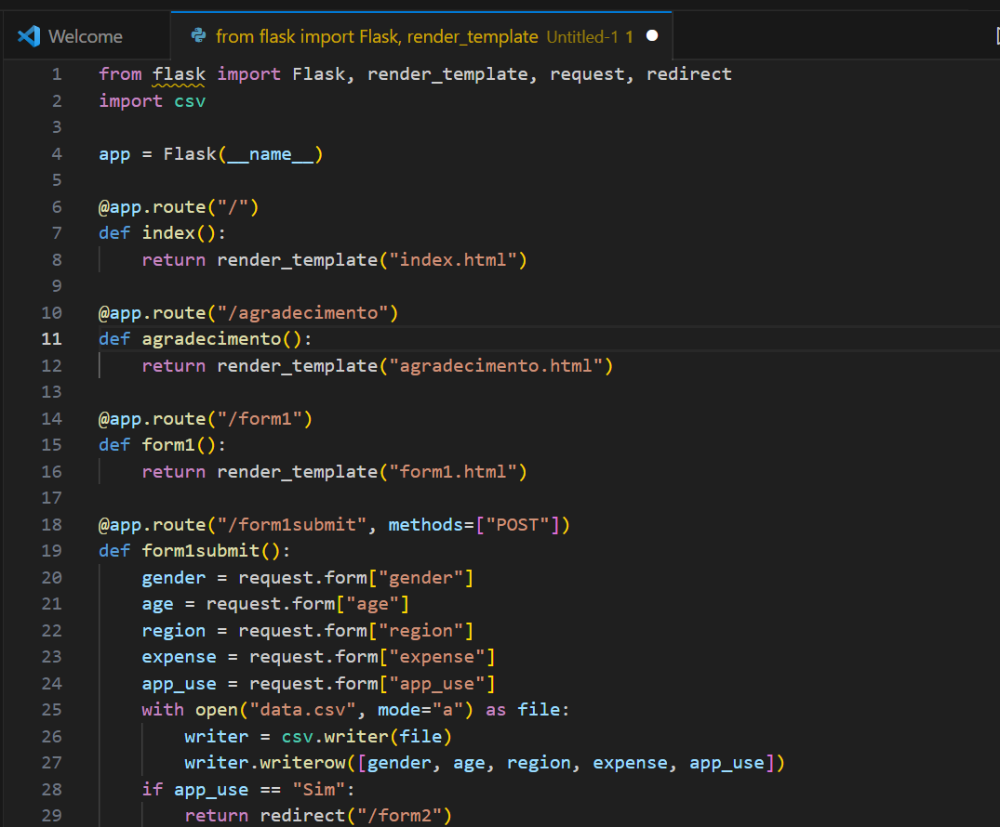 Welcome
from flask import Flask, render_template Untitled-1 1
1 from flask import Flask, render_template, request, redirect
2 import csv
3
4 app = Flask(__name__)
5
6 @app.route("/")
7 def index():
8     return render_template("index.html")
9
10 @app.route("/agradecimento")
11 def agradecimento():
12     return render_template("agradecimento.html")
13
14 @app.route("/form1")
15 def form1():
16     return render_template("form1.html")
17
18 @app.route("/form1submit", methods=["POST"])
19 def form1submit():
20     gender = request.form["gender"]
21     age = request.form["age"]
22     region = request.form["region"]
23     expense = request.form["expense"]
24     app_use = request.form["app_use"]
25     with open("data.csv", mode="a") as file:
26         writer = csv.writer(file)
27         writer.writerow([gender, age, region, expense, app_use])
28     if app_use == "Sim":
29         return redirect("/form2")